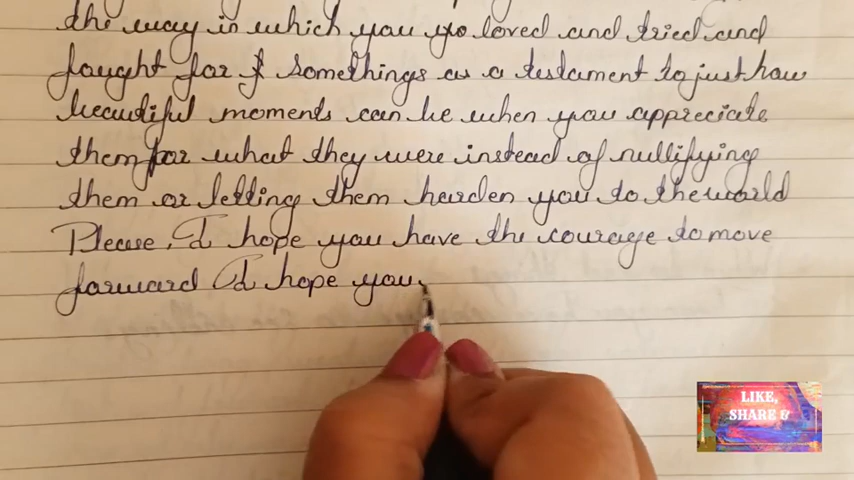 the way in which you yo loved and tried and
fought for f somethings as a testament to just how
beautiful moments can be when you appreciate
them for what they were instead of nullifying
them or letting them harden you to the world
Please, I hope you have the courage to move
forward I hope you
LIKE,
SHARE &